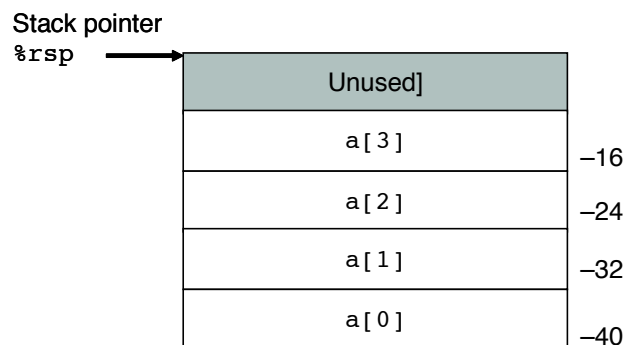 Stack pointer
%rsp
Unused]
a[3]
–16
a[2]
–24
a[1]
–32
a[0]
–40